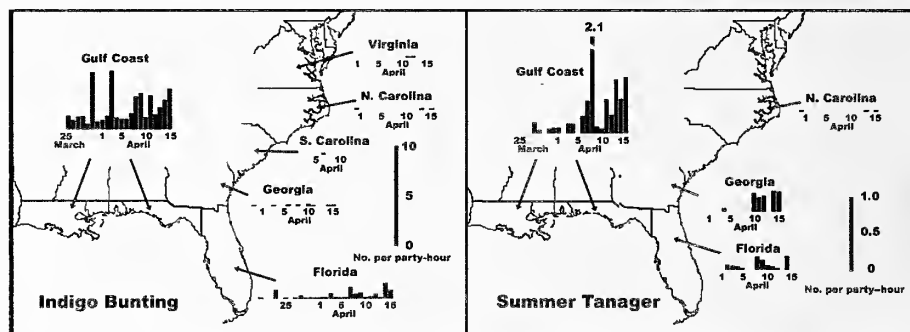 Gulf Coast
25 1 5 10 15
March April
Virginia
1 5 10 15
April
N. Carolina
1 5 10 15
April
S. Carolina
5 10
April
Georgia
1 5 10 15
April
Florida
25 1 5 10 15
April
10
5
0
No. per party-hour
Indigo Bunting
2.1
Gulf Coast
25 1 5 10 15
March April
N. Carolina
1 5 10 15
April
Georgia
1 5 10 15
April
Florida
1 5 10 15
April
1.0
0.5
0
No. per party-hour
Summer Tanager